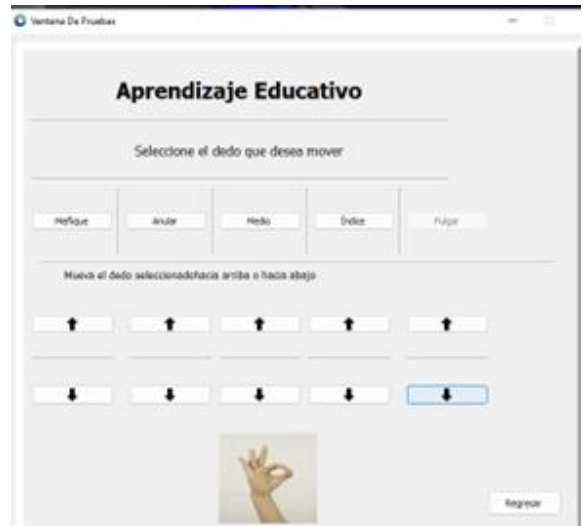 Ventana De Pruebas
Aprendizaje Educativo
Seleccione el dedo que desea mover
Meñique Anular Medio Índice Pulgar
Mueva el dedo seleccionadohacia arriba o hacia abajo
Regresar